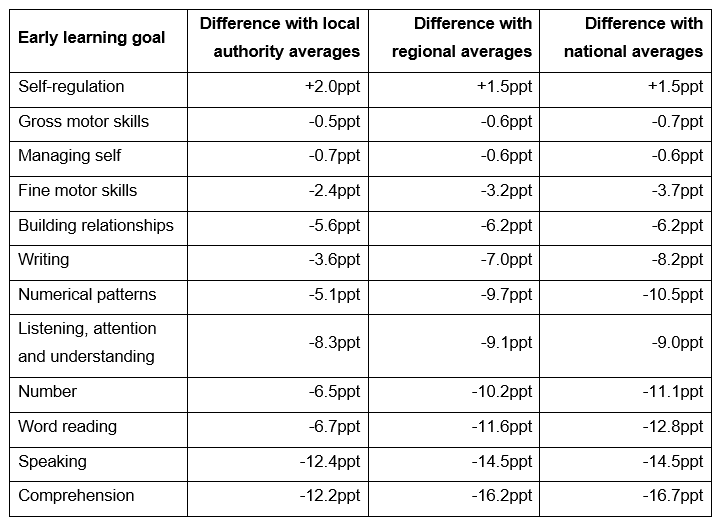 Early learning goal
Difference with local authority averages
Difference with regional averages
Difference with national averages
Self-regulation +2.0ppt +1.5ppt +1.5ppt
Gross motor skills -0.5ppt -0.6ppt -0.7ppt
Managing self -0.7ppt -0.6ppt -0.6ppt
Fine motor skills -2.4ppt -3.2ppt -3.7ppt
Building relationships -5.6ppt -6.2ppt -6.2ppt
Writing -3.6ppt -7.0ppt -8.2ppt
Numerical patterns -5.1ppt -9.7ppt -10.5ppt
Listening, attention
and understanding -8.3ppt -9.1ppt -9.0ppt
Number -6.5ppt -10.2ppt -11.1ppt
Word reading -6.7ppt -11.6ppt -12.8ppt
Speaking -12.4ppt -14.5ppt -14.5ppt
Comprehension -12.2ppt -16.2ppt -16.7ppt